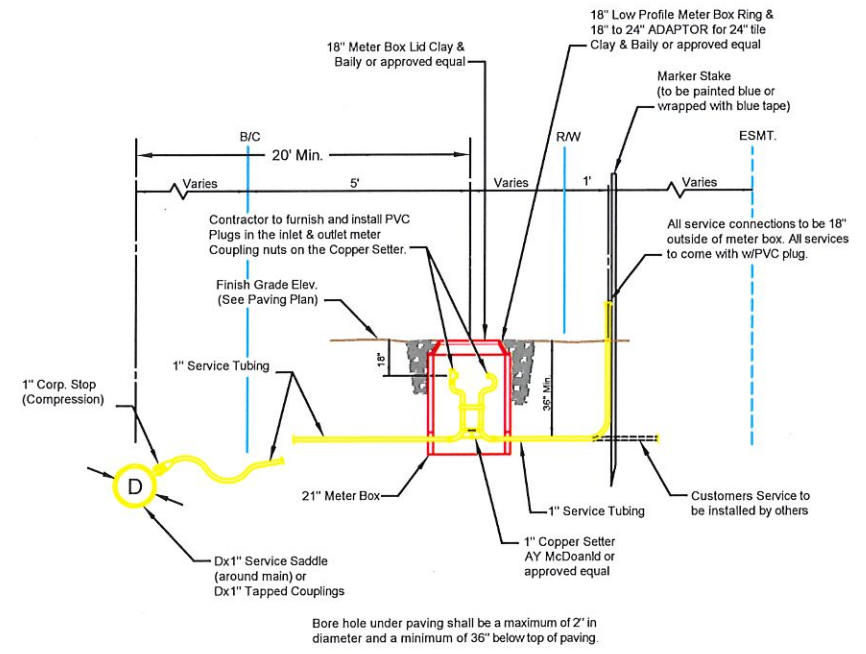 18" Low Profile Meter Box Ring &
18" to 24" ADAPTOR for 24" tile
Clay & Baily or approved equal
18" Meter Box Lid Clay &
Baily or approved equal
Marker Stake
(to be painted blue or
wrapped with blue tape)
B/C
R/W
ESMT.
20' Min.
Varies
5'
Varies
1'
Varies
Contractor to furnish and install PVC
Plugs in the inlet & outlet meter
Coupling nuts on the Copper Setter.
All service connections to be 18"
outside of meter box. All services
to come with w/PVC plug.
Finish Grade Elev.
(See Paving Plan)
18"
36" Min.
1" Service Tubing
1" Corp. Stop
(Compression)
D
21" Meter Box
1" Service Tubing
Customers Service to
be installed by others
1" Copper Setter
AY McDoanld or
approved equal
Dx1" Service Saddle
(around main) or
Dx1" Tapped Couplings
Bore hole under paving shall be a maximum of 2" in
diameter and a minimum of 36" below top of paving.